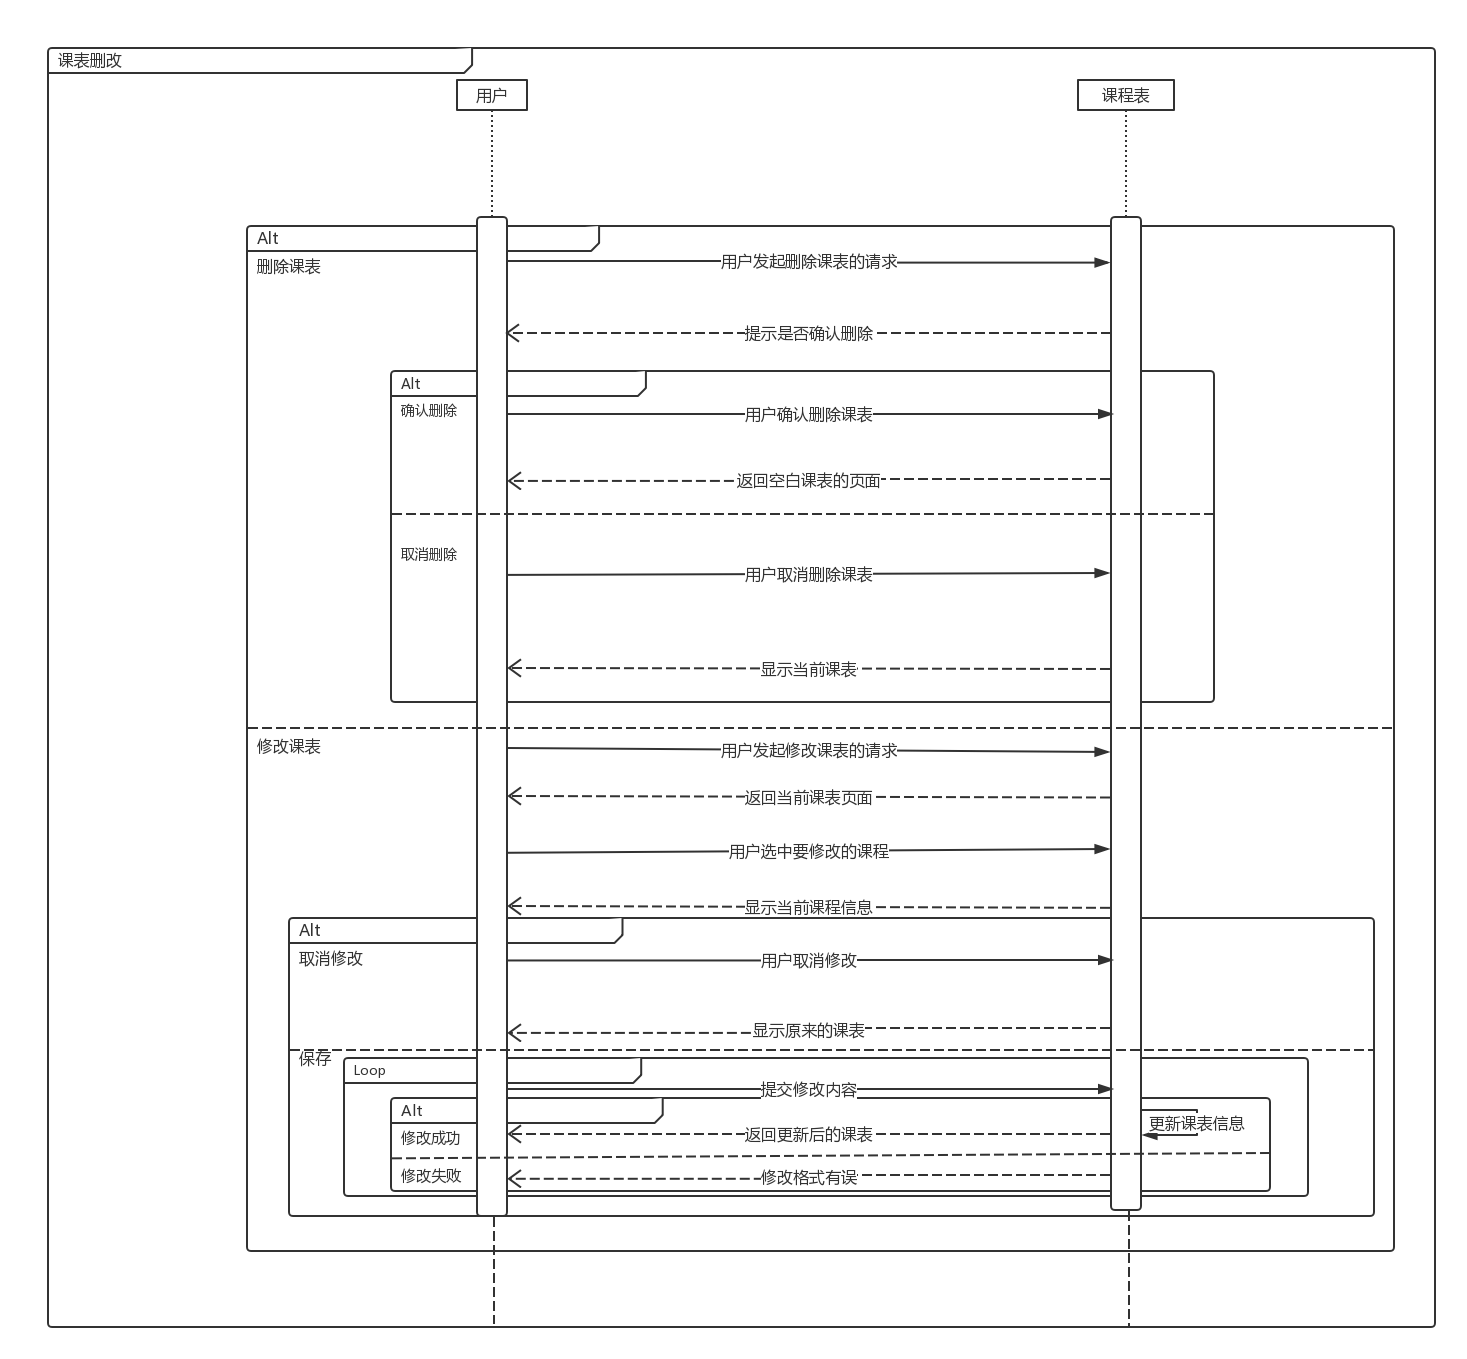 课表删改
用户
课程表
Alt
删除课表
用户发起删除课表的请求
提示是否确认删除
Alt
确认删除
用户确认删除课表
返回空白课表的页面
取消删除
用户取消删除课表
显示当前课表
修改课表
用户发起修改课表的请求
返回当前课表页面
用户选中要修改的课程
显示当前课程信息
Alt
取消修改
用户取消修改
显示原来的课表
保存
Loop
提交修改内容
Alt
更新课表信息
修改成功
返回更新后的课表
修改失败
修改格式有误